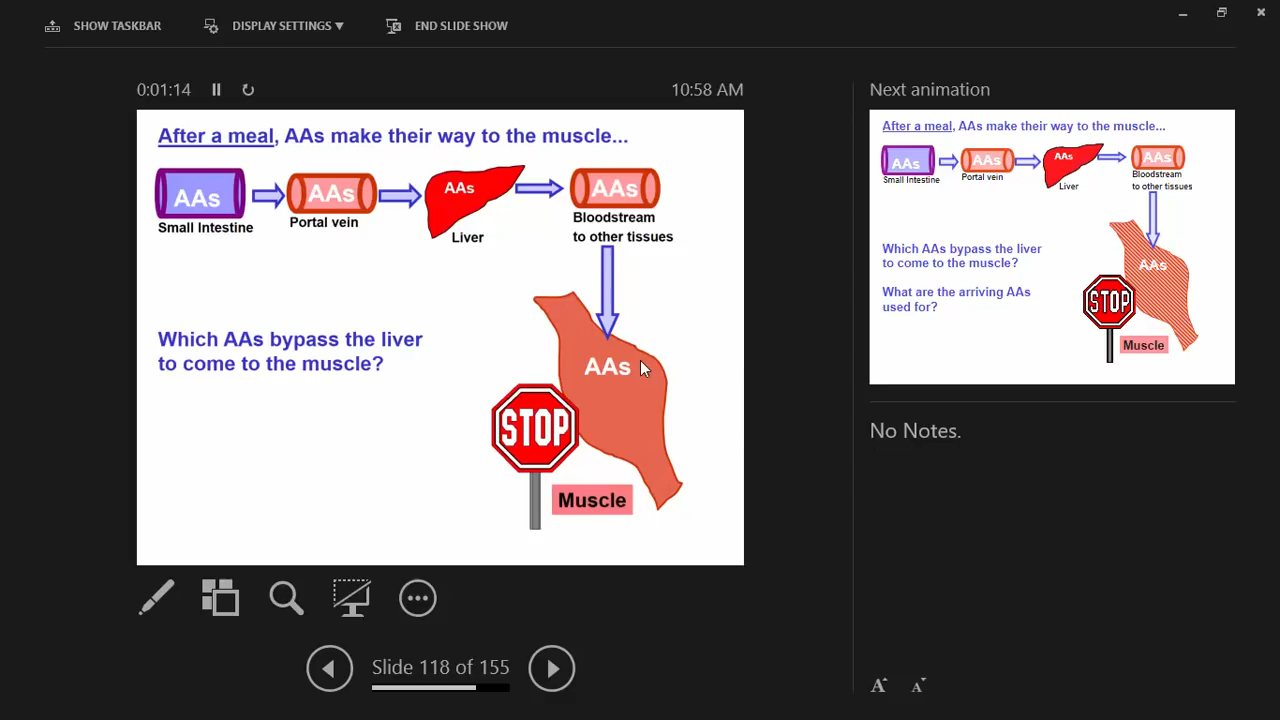 SHOW TASKBAR
DISPLAY SETTINGS ▼
END SLIDE SHOW
0:01:14
10:58 AM
After a meal, AAs make their way to the muscle...
AAs
AAs
AAs
AAs
Small Intestine
Portal vein
Liver
Bloodstream
to other tissues
Which AAs bypass the liver
to come to the muscle?
AAs
STOP
Muscle
Slide 118 of 155
Next animation
After a meal, AAs make their way to the muscle...
AAs
AAs
AAs
AAs
Small Intestine
Portal vein
Liver
Bloodstream
to other tissues
Which AAs bypass the liver
to come to the muscle?
What are the arriving AAs
used for?
AAs
STOP
Muscle
No Notes.
A
A